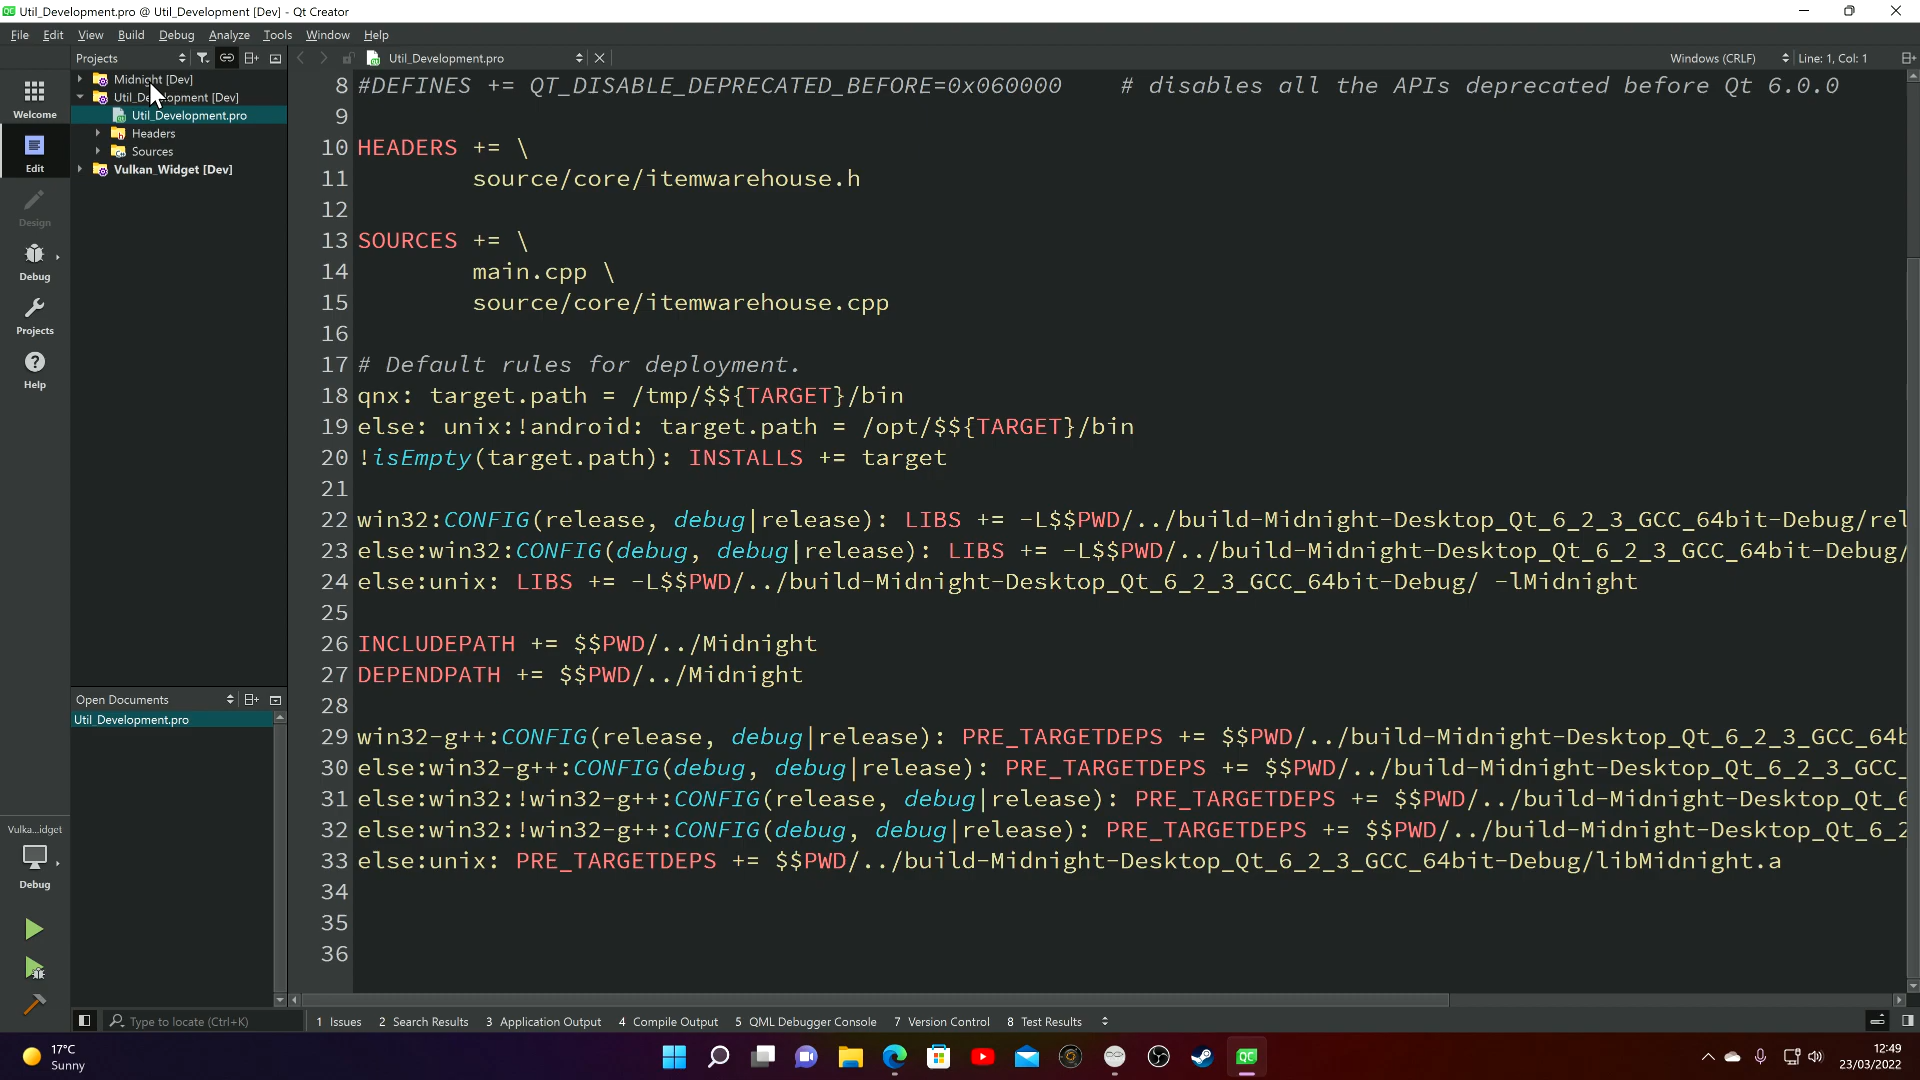 Util_Development.pro @ Util_Development [Dev] - Qt Creator
File Edit View Build Debug Analyze Tools Window Help
Projects
Util_Development.pro
Windows (CRLF) Line: 1, Col: 1
Midnight [Dev]
Util_Development [Dev]
Util_Development.pro
Headers
Sources
Vulkan_Widget [Dev]
Welcome
Edit
Design
Debug
Projects
Help
8 #DEFINES += QT_DISABLE_DEPRECATED_BEFORE=0x060000 # disables all the APIs deprecated before Qt 6.0.0
9
10 HEADERS += \
11 source/core/itemwarehouse.h
12
13 SOURCES += \
14 main.cpp \
15 source/core/itemwarehouse.cpp
16
17 # Default rules for deployment.
18 qnx: target.path = /tmp/$${TARGET}/bin
19 else: unix:!android: target.path = /opt/$${TARGET}/bin
20 !isEmpty(target.path): INSTALLS += target
21
22 win32:CONFIG(release, debug|release): LIBS += -L$$PWD/../build-Midnight-Desktop_Qt_6_2_3_GCC_64bit-Debug/rel
23 else:win32:CONFIG(debug, debug|release): LIBS += -L$$PWD/../build-Midnight-Desktop_Qt_6_2_3_GCC_64bit-Debug/
24 else:unix: LIBS += -L$$PWD/../build-Midnight-Desktop_Qt_6_2_3_GCC_64bit-Debug/ -lMidnight
25
26 INCLUDEPATH += $$PWD/../Midnight
27 DEPENDPATH += $$PWD/../Midnight
28
29 win32-g++:CONFIG(release, debug|release): PRE_TARGETDEPS += $$PWD/../build-Midnight-Desktop_Qt_6_2_3_GCC_64b
30 else:win32-g++:CONFIG(debug, debug|release): PRE_TARGETDEPS += $$PWD/../build-Midnight-Desktop_Qt_6_2_3_GCC_
31 else:win32:!win32-g++:CONFIG(release, debug|release): PRE_TARGETDEPS += $$PWD/../build-Midnight-Desktop_Qt_6
32 else:win32:!win32-g++:CONFIG(debug, debug|release): PRE_TARGETDEPS += $$PWD/../build-Midnight-Desktop_Qt_6_2
33 else:unix: PRE_TARGETDEPS += $$PWD/../build-Midnight-Desktop_Qt_6_2_3_GCC_64bit-Debug/libMidnight.a
34
35
36
Open Documents
Util_Development.pro
Vulka...idget
Debug
Type to locate (Ctrl+K)
1 Issues 2 Search Results 3 Application Output 4 Compile Output 5 QML Debugger Console 7 Version Control 8 Test Results
17°C
Sunny
QC
12:49
23/03/2022